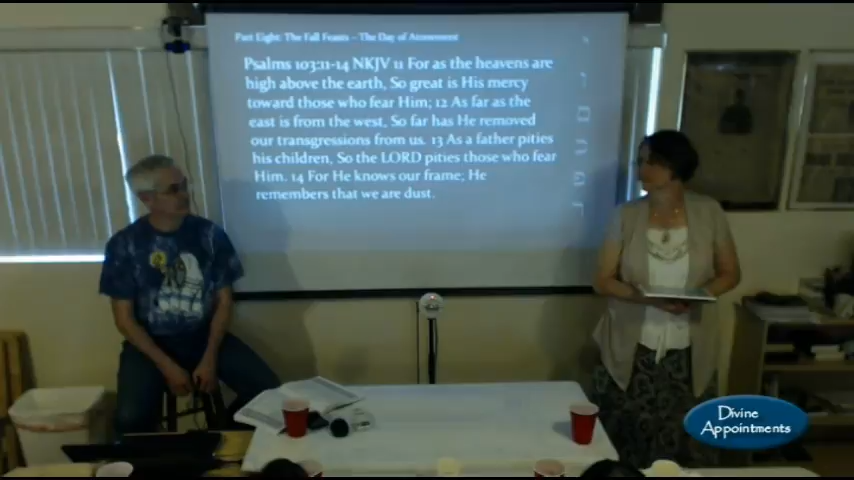 Part Eight: The Fall Feasts – The Day of Atonement
Psalms 103:11-14 NKJV 11 For as the heavens are
high above the earth, So great is His mercy
toward those who fear Him; 12 As far as the
east is from the west, So far has He removed
our transgressions from us. 13 As a father pities
his children, So the LORD pities those who fear
Him. 14 For He knows our frame; He
remembers that we are dust.
Divine
Appointments